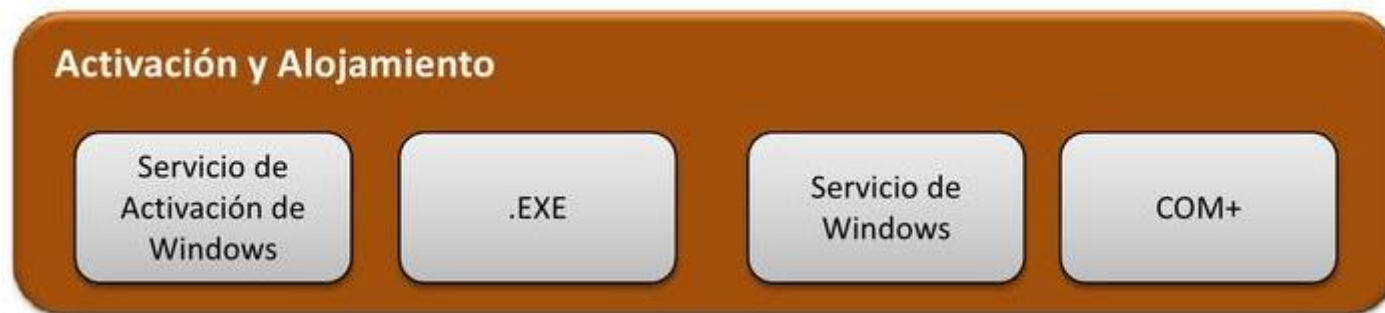 Activación y Alojamiento
Servicio de
Activación de
Windows
.EXE
Servicio de
Windows
COM+